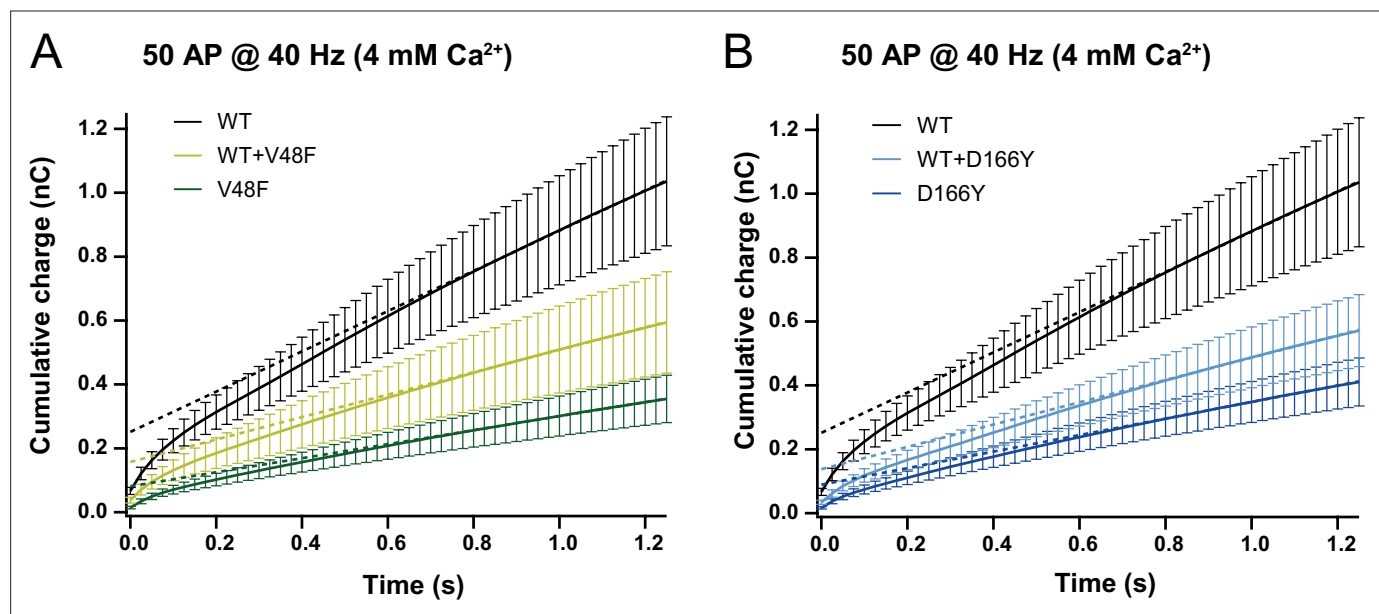 A
50 AP @ 40 Hz (4 mM Ca²⁺)
WT
WT+V48F
V48F
Cumulative charge (nC)
1.2
1.0
0.8
0.6
0.4
0.2
0.0
0.0 0.2 0.4 0.6 0.8 1.0 1.2
Time (s)
B
50 AP @ 40 Hz (4 mM Ca²⁺)
WT
WT+D166Y
D166Y
Cumulative charge (nC)
1.2
1.0
0.8
0.6
0.4
0.2
0.0
0.0 0.2 0.4 0.6 0.8 1.0 1.2
Time (s)